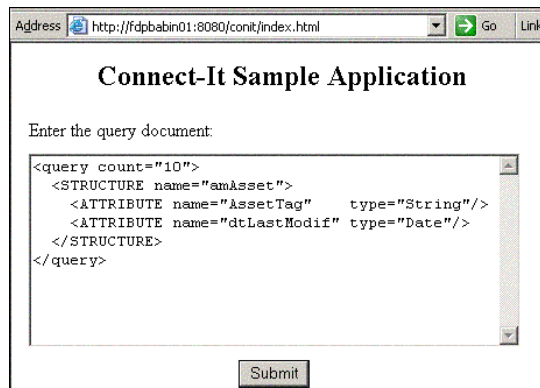 Address http://fdpbabin01:8080/conit/index.html Go Link
Connect-It Sample Application
Enter the query document:
<query count="10">
  <STRUCTURE name="amAsset">
    <ATTRIBUTE name="AssetTag"    type="String"/>
    <ATTRIBUTE name="dtLastModif" type="Date"/>
  </STRUCTURE>
</query>
Submit